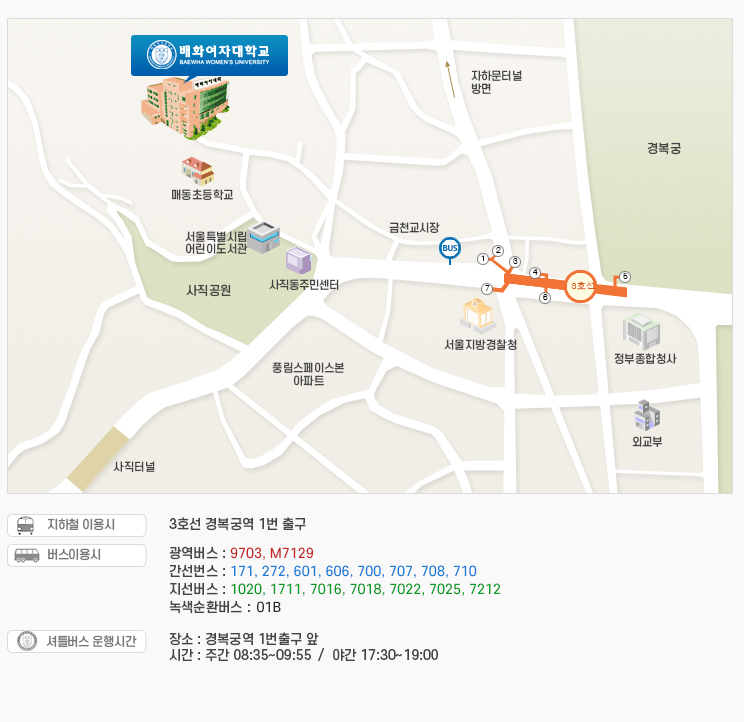 배화여자대학교
BAEWHA WOMEN'S UNIVERSITY
배화여자대학
자하문터널
방면
경복궁
매동초등학교
금천교시장
서울특별시립
어린이도서관
BUS
1
2
3
4
5
6
7
3호선
사직공원
사직동주민센터
서울지방경찰청
정부종합청사
풍림스페이스본
아파트
외교부
사직터널
지하철 이용시
3호선 경복궁역 1번 출구
버스이용시
광역버스 : 9703, M7129
간선번스 : 171, 272, 601, 606, 700, 707, 708, 710
지선버스 : 1020, 1711, 7016, 7018, 7022, 7025, 7212
녹색순환버스 : 01B
셔틀버스 운행시간
장소 : 경복궁역 1번출구 앞
시간 : 주간 08:35~09:55 / 야간 17:30~19:00